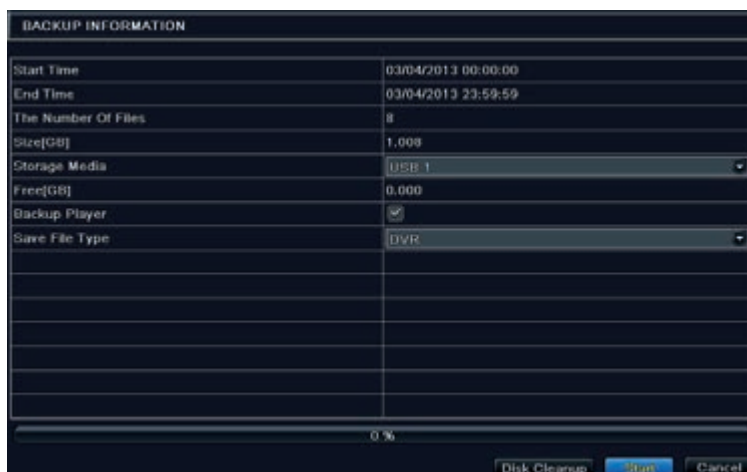 BACKUP INFORMATION
Start Time 03/04/2013 00:00:00
End Time 03/04/2013 23:59:59
The Number Of Files 8
Size[GB] 1.008
Storage Media USB 1
Free[GB] 0.000
Backup Player
Save File Type DVR
0 %
Disk Cleanup Start Cancel